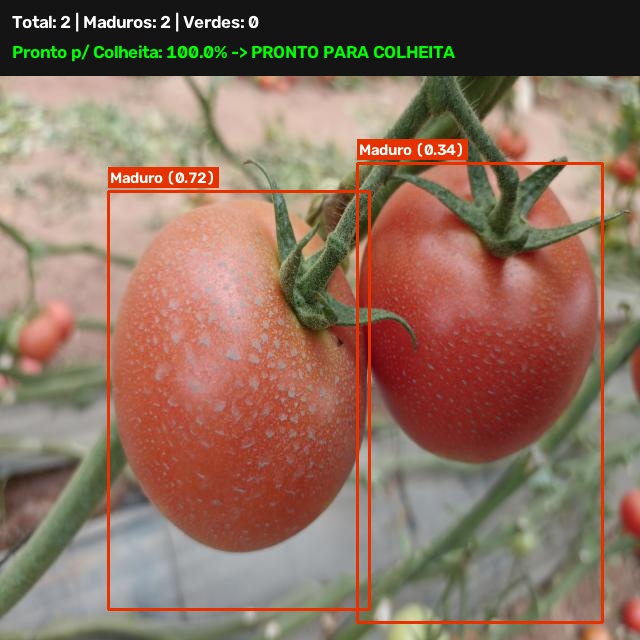 Total: 2 | Maduros: 2 | Verdes: 0
Pronto p/ Colheita: 100.0% -> PRONTO PARA COLHEITA
Maduro (0.34)
Maduro (0.72)